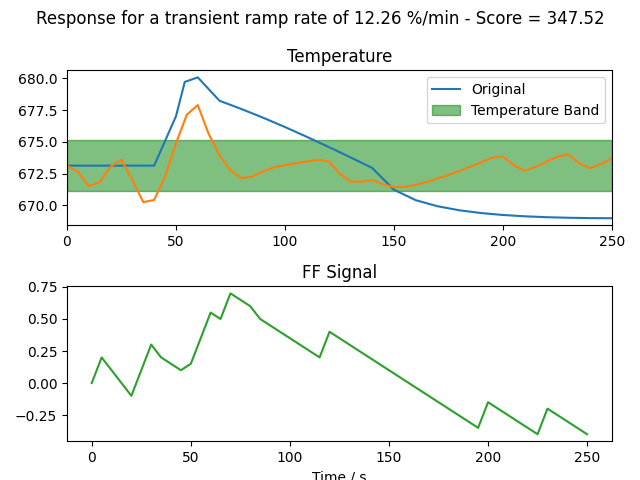 Response for a transient ramp rate of 12.26 %/min - Score = 347.52
Temperature
680.0
677.5
675.0
672.5
670.0
Original
Temperature Band
0 50 100 150 200 250
FF Signal
0.75
0.50
0.25
0.00
−0.25
0 50 100 150 200 250
Time / s